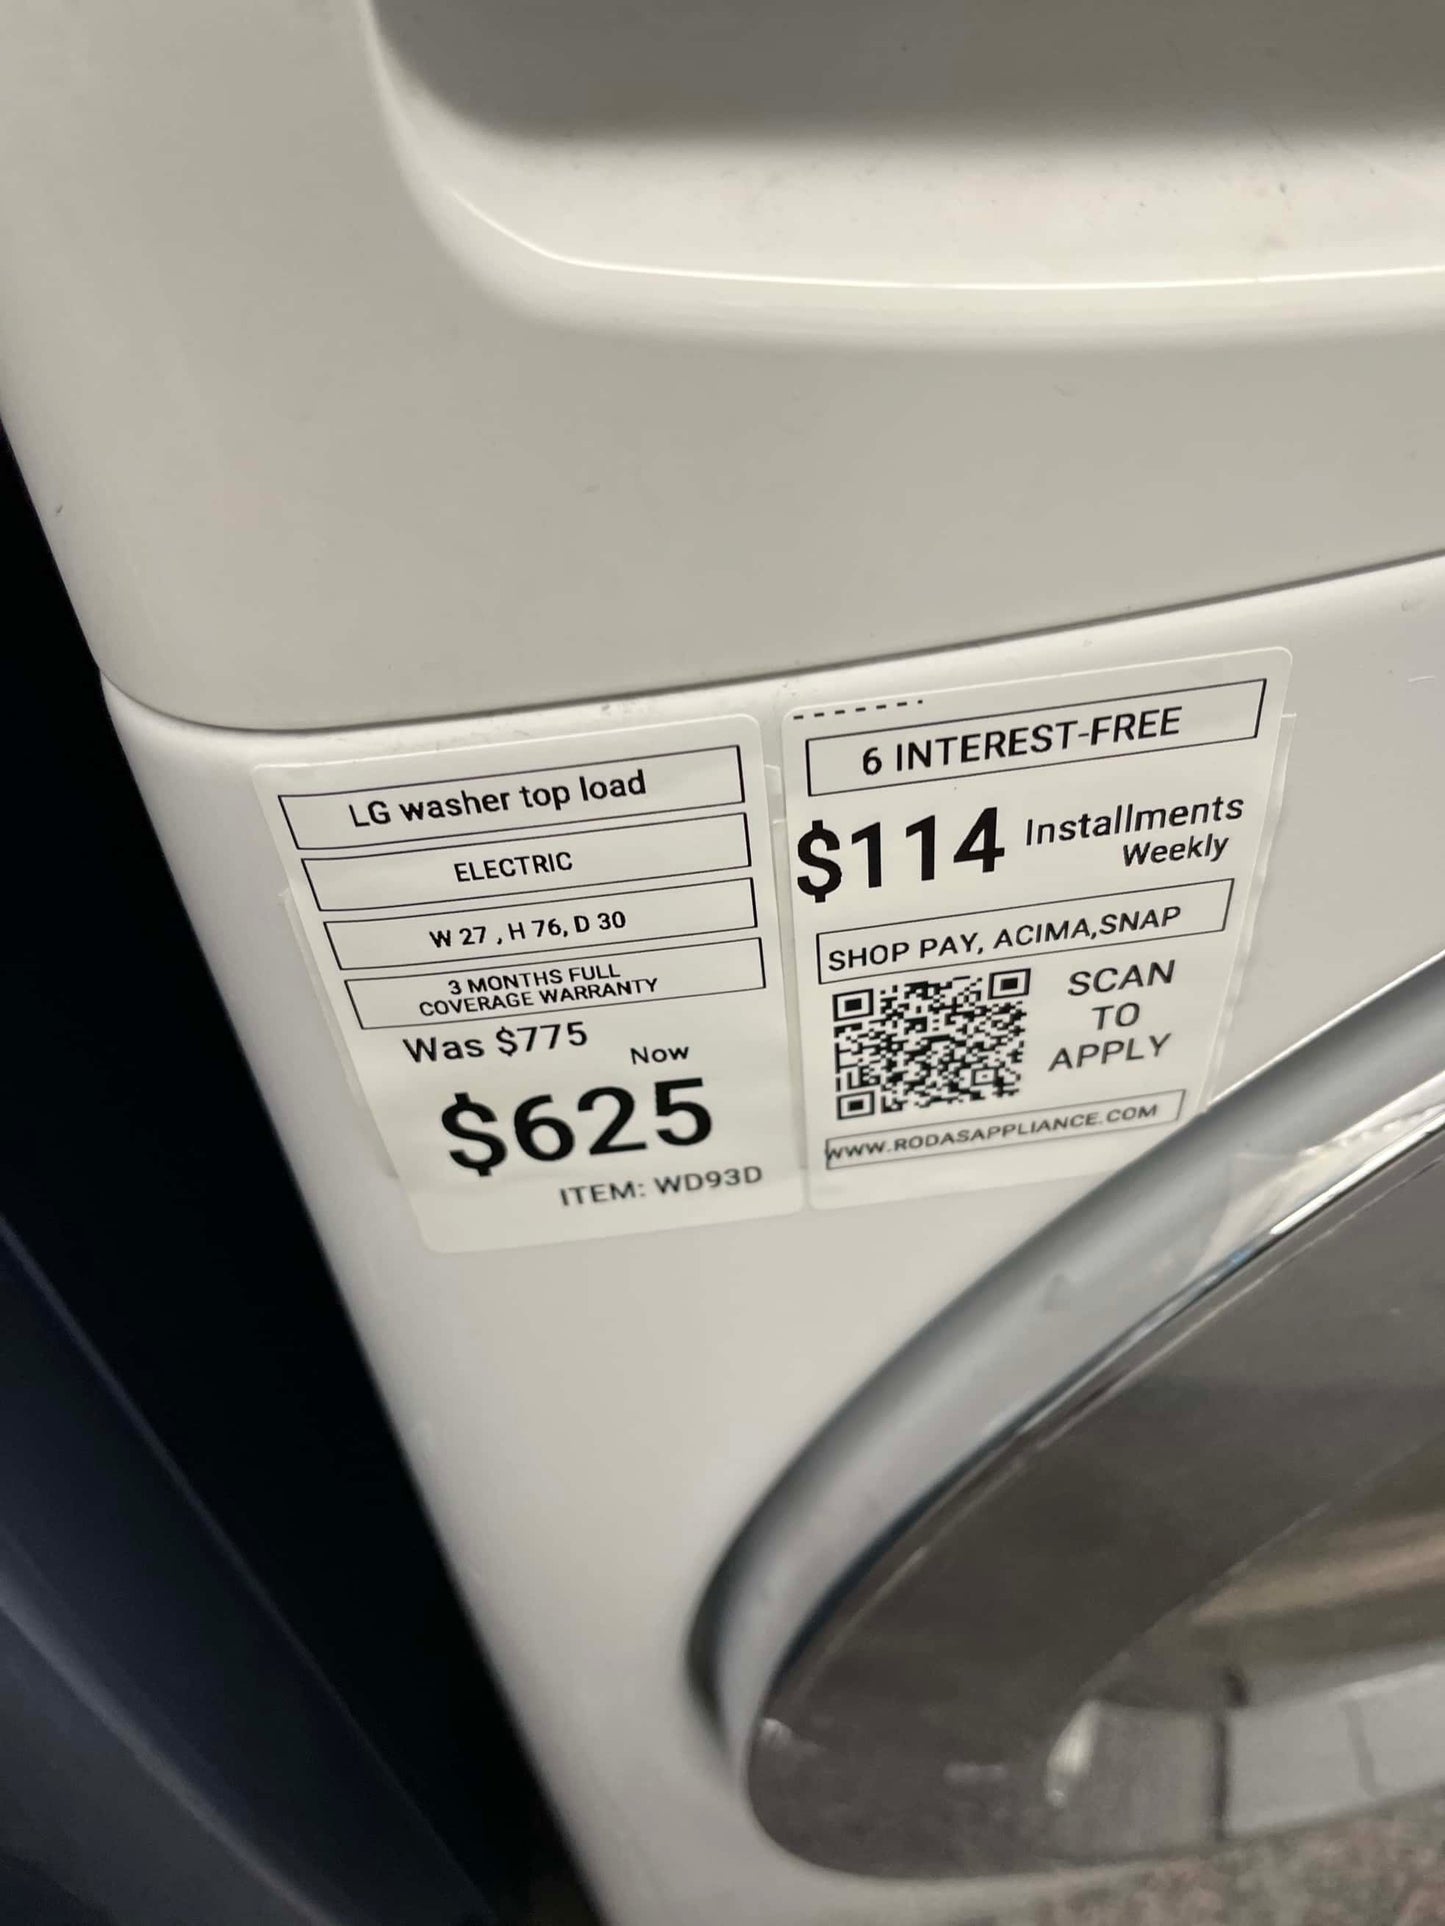 LG washer top load
ELECTRIC
W 27 , H 76, D 30
3 MONTHS FULL
COVERAGE WARRANTY
Was $775
Now
$625
ITEM: WD93D
6 INTEREST-FREE
$114 Installments
Weekly
SHOP PAY, ACIMA,SNAP
SCAN
TO
APPLY
WWW.RODASAPPLIANCE.COM